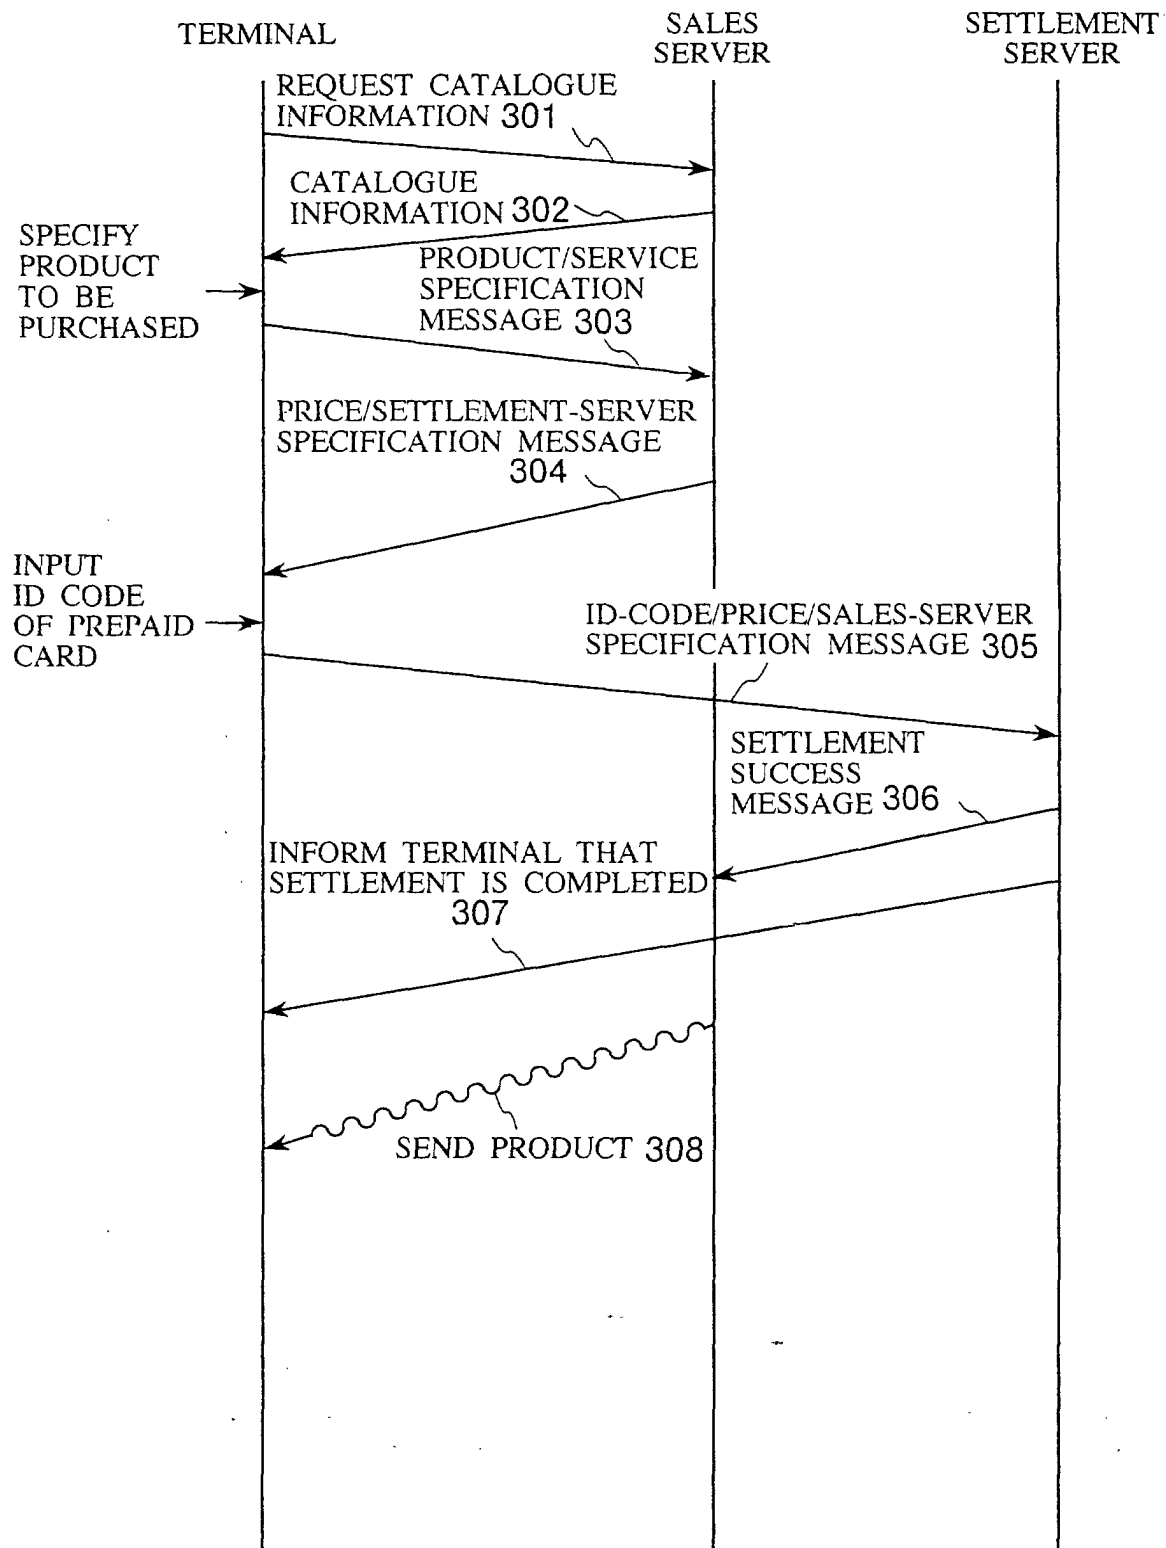 TERMINAL
SALES
SERVER
SETTLEMENT
SERVER
REQUEST CATALOGUE
INFORMATION 301
CATALOGUE
INFORMATION 302
SPECIFY
PRODUCT
TO BE
PURCHASED
PRODUCT/SERVICE
SPECIFICATION
MESSAGE 303
PRICE/SETTLEMENT-SERVER
SPECIFICATION MESSAGE
304
INPUT
ID CODE
OF PREPAID
CARD
ID-CODE/PRICE/SALES-SERVER
SPECIFICATION MESSAGE 305
SETTLEMENT
SUCCESS
MESSAGE 306
INFORM TERMINAL THAT
SETTLEMENT IS COMPLETED
307
SEND PRODUCT 308